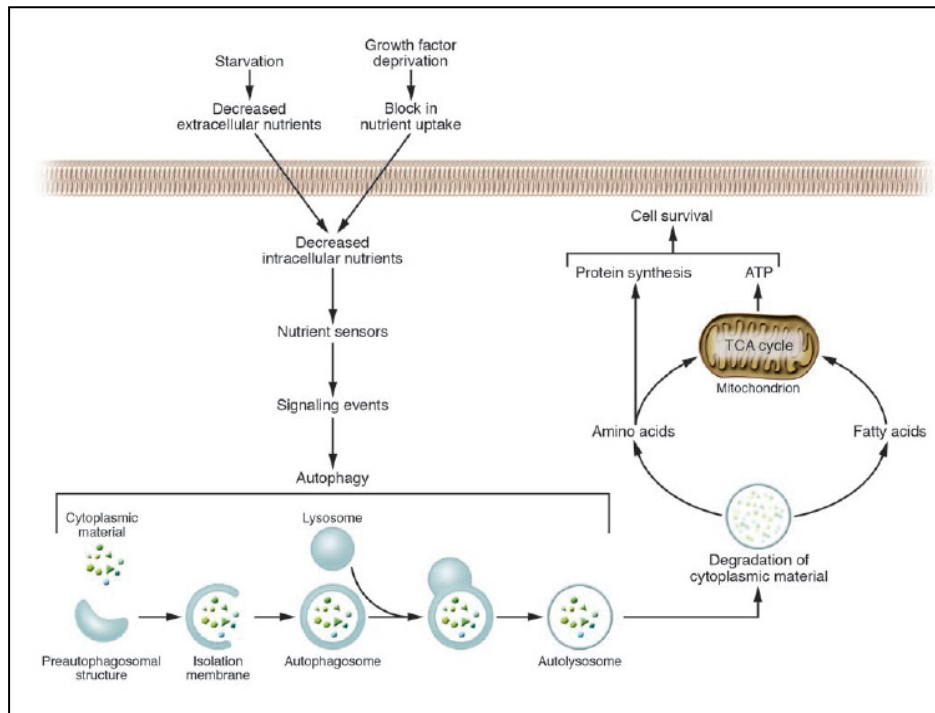 Starvation
Growth factor
deprivation
Decreased
extracellular nutrients
Block in
nutrient uptake
Decreased
intracellular nutrients
Nutrient sensors
Signaling events
Autophagy
Cytoplasmic
material
Lysosome
Preautophagosomal
structure
Isolation
membrane
Autophagosome
Autolysosome
Cell survival
Protein synthesis
ATP
TCA cycle
Mitochondrion
Amino acids
Fatty acids
Degradation of
cytoplasmic material